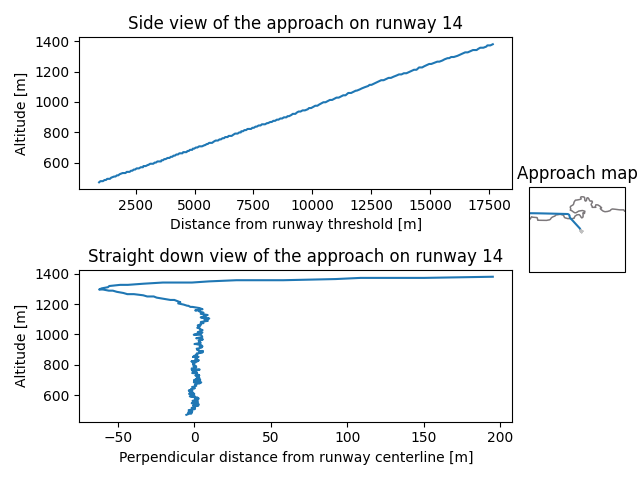 Side view of the approach on runway 14
1400
1200
1000
800
600
Altitude [m]
2500 5000 7500 10000 12500 15000 17500
Distance from runway threshold [m]
Approach map
Straight down view of the approach on runway 14
1400
1200
1000
800
600
Altitude [m]
−50 0 50 100 150 200
Perpendicular distance from runway centerline [m]